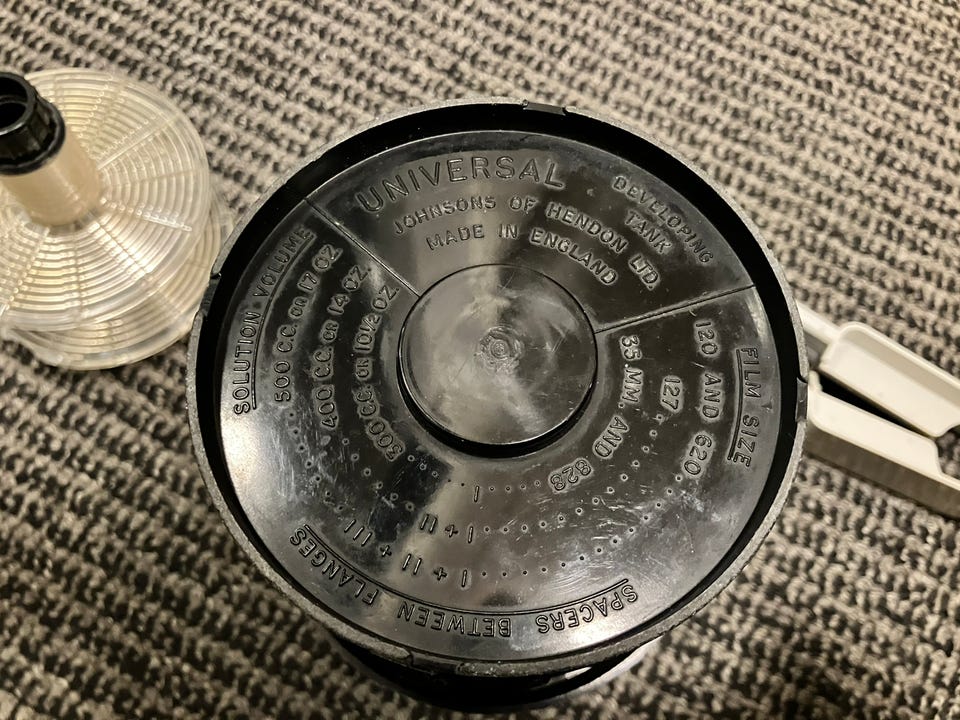 UNIVERSAL
DEVELOPING
TANK
JOHNSONS OF HENDON LTD.
MADE IN ENGLAND
FILM SIZE
120 AND 620
127
35 M.M. AND 828
SPACERS BETWEEN FLANGES
I + II + III
I + II
I
SOLUTION VOLUME
500 C.C. OR 17 OZ
400 C.C. OR 14 OZ.
300 CC. OR 10½ OZ